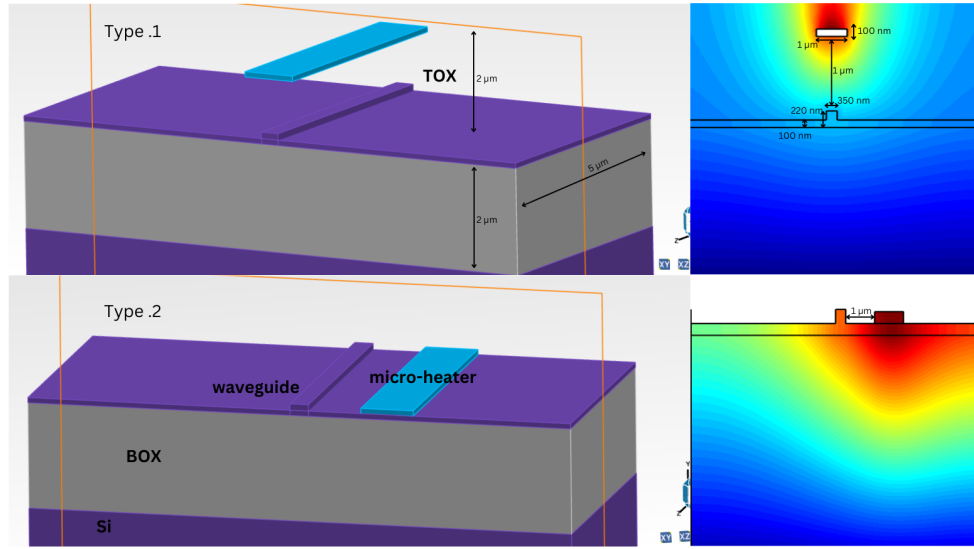 Type .1
TOX
2 μm
2 μm
5 μm
Z
XY XZ
100 nm
1 μm
1 μm
350 nm
220 nm
100 nm
Type .2
waveguide
micro-heater
BOX
Si
Y
Z
XY XZ
1 μm